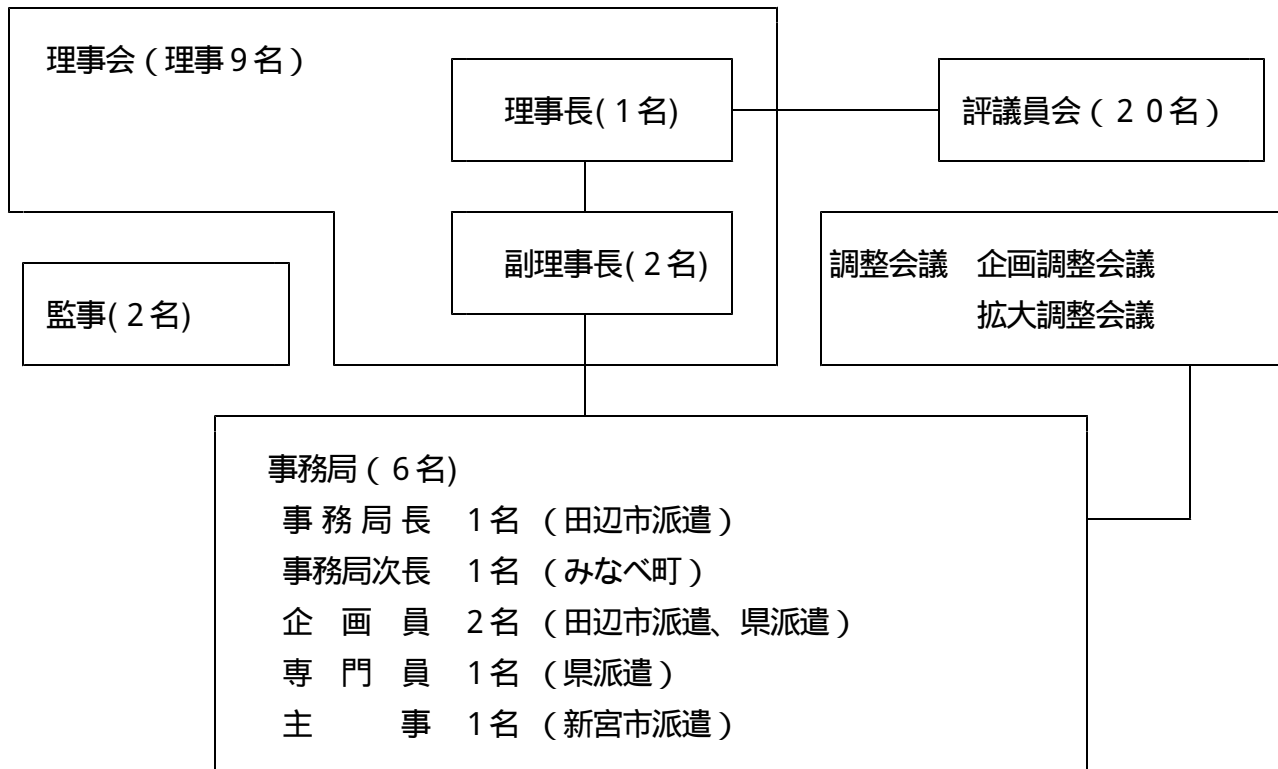 理事会（理事9名）
理事長(1名)
評議員会（20名）
副理事長(2名)
調整会議　企画調整会議
拡大調整会議
監事(2名)
事務局（6名)
事務局長　1名（田辺市派遣）
事務局次長　1名（みなべ町）
企　画　員　2名（田辺市派遣、県派遣）
専　門　員　1名（県派遣）
主　　　事　1名（新宮市派遣）